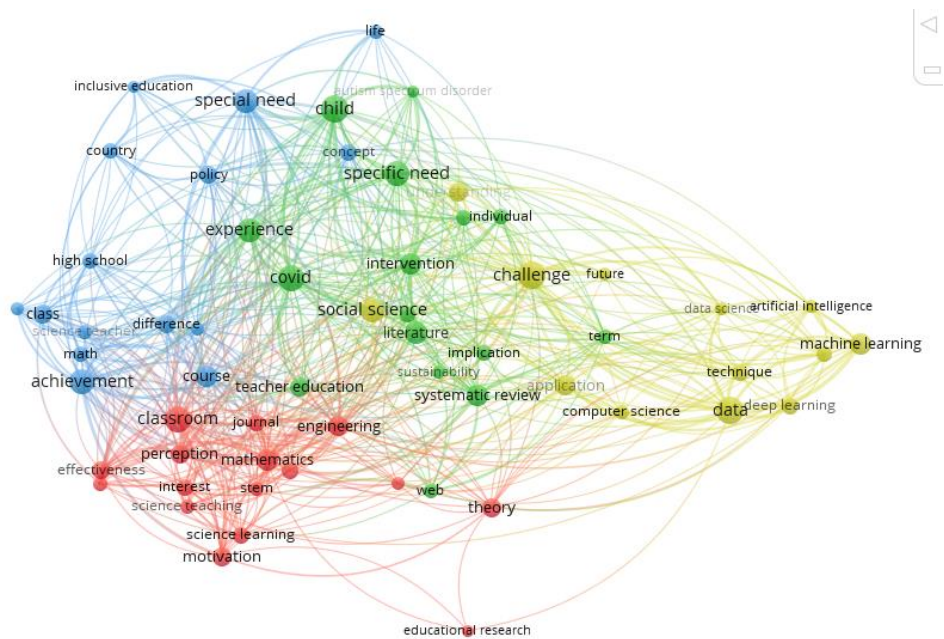 life
inclusive education
autism spectrum disorder
special need
child
country
concept
policy
specific need
understanding
individual
experience
high school
intervention
covid
challenge
future
class
social science
data science
artificial intelligence
science teacher
difference
literature
term
machine learning
math
implication
achievement
course
sustainability
technique
teacher education
application
systematic review
classroom
journal
engineering
computer science
data
deep learning
perception
mathematics
effectiveness
interest
stem
web
science teaching
theory
science learning
motivation
educational research